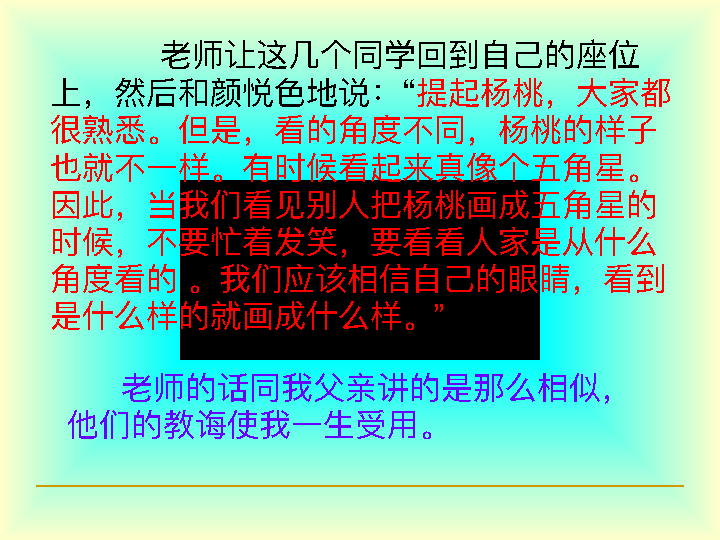 老师让这几个同学回到自己的座位
上，然后和颜悦色地说：“提起杨桃，大家都
很熟悉。但是，看的角度不同，杨桃的样子
也就不一样。有时候看起来真像个五角星。
因此，当我们看见别人把杨桃画成五角星的
时候，不要忙着发笑，要看看人家是从什么
角度看的 。我们应该相信自己的眼睛，看到
是什么样的就画成什么样。”
老师的话同我父亲讲的是那么相似，
他们的教诲使我一生受用。